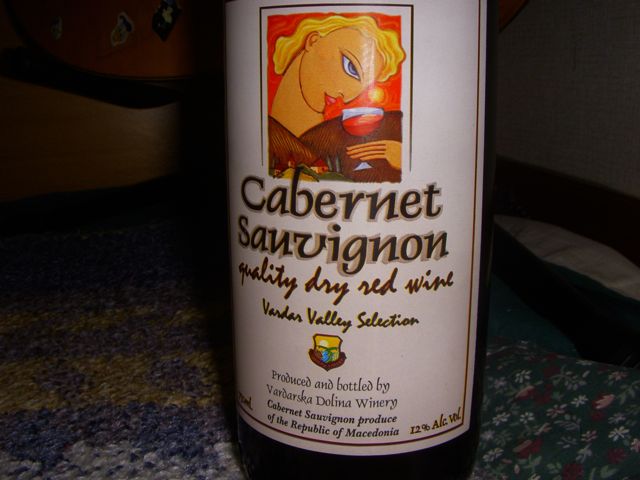 Cabernet
Sauvignon
quality dry red wine
Vardar Valley Selection
Produced and bottled by
Vardarska Dolina Winery
Cabernet Sauvignon produce
of the Republic of Macedonia
12% Alc. Vol.